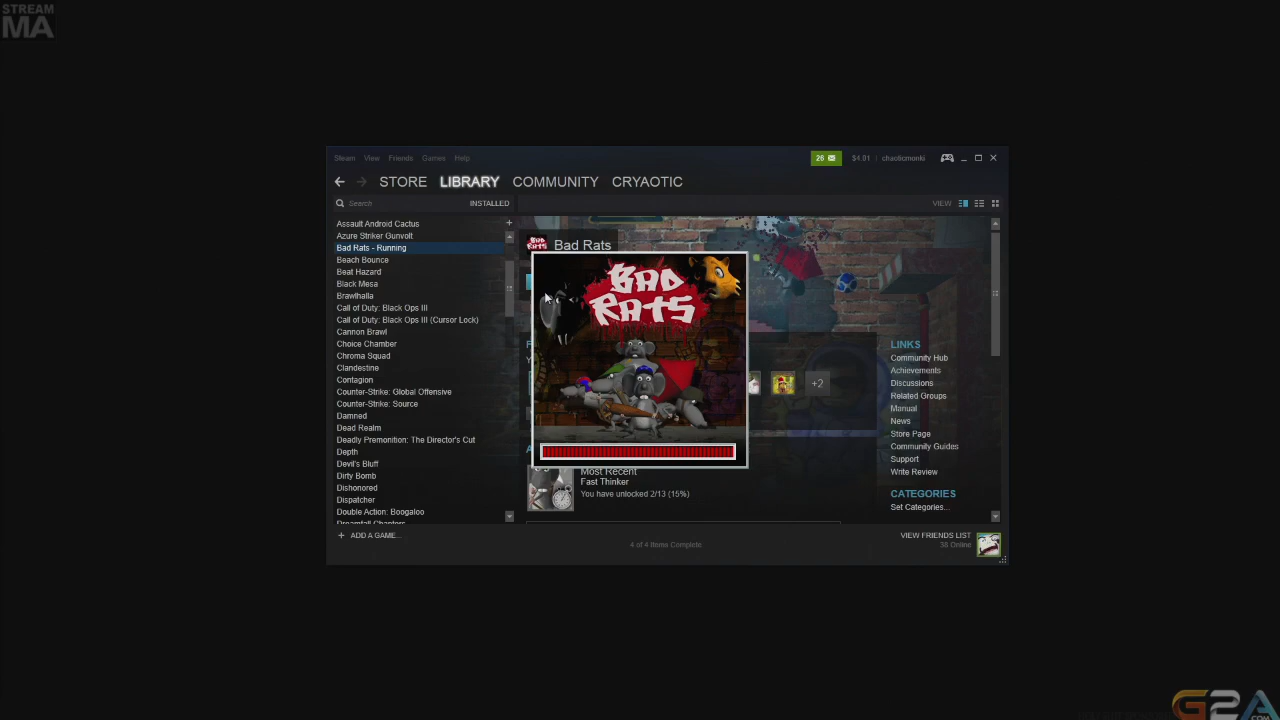 STREAM
MA
Steam View Friends Games Help
26 $4.81 chaoticmonki
STORE LIBRARY COMMUNITY CRYAOTIC
Search INSTALLED VIEW
Assault Android Cactus
Azure Striker Gunvolt
Bad Rats - Running
Beach Bounce
Beat Hazard
Black Mesa
Brawlhalla
Call of Duty: Black Ops III
Call of Duty: Black Ops III (Cursor Lock)
Cannon Brawl
Choice Chamber
Chroma Squad
Clandestine
Contagion
Counter-Strike: Global Offensive
Counter-Strike: Source
Damned
Dead Realm
Deadly Premonition: The Director's Cut
Depth
Devil's Bluff
Dirty Bomb
Dishonored
Dispatcher
Double Action: Boogaloo
Dreamfall Chapters
+ ADD A GAME...
BAD RATS
Bad Rats
BAD
RATS
+2
Most Recent
Fast Thinker
You have unlocked 2/13 (15%)
4 of 4 Items Complete
LINKS
Community Hub
Achievements
Discussions
Related Groups
Manual
News
Store Page
Community Guides
Support
Write Review
CATEGORIES
Set Categories...
VIEW FRIENDS LIST
38 Online
G2A
.COM